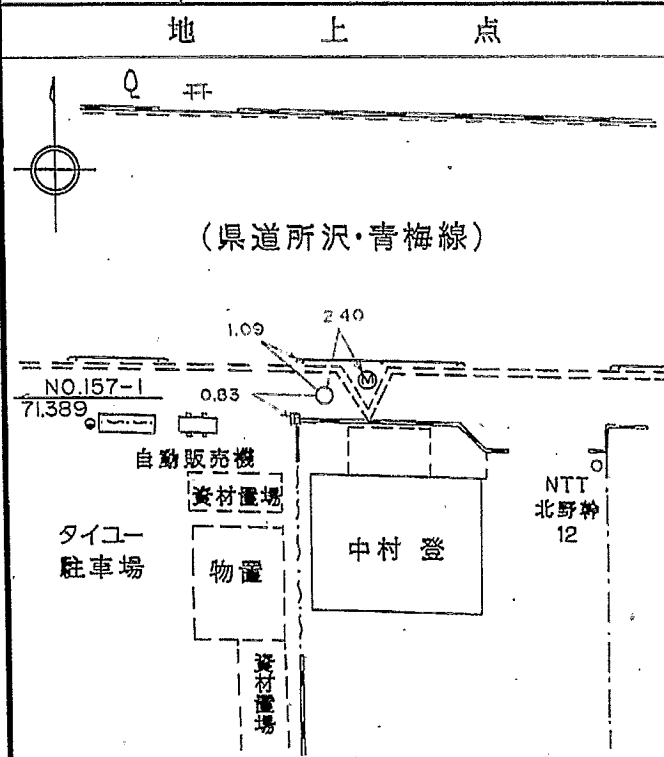 地上点
(県道所沢・青梅線)
2.40
1.09
M
NO.157-1
0.83
71.389
自動販売機
資材置場
NTT
北野幹
12
タイコー
駐車場
物置
中村 登
資材置場